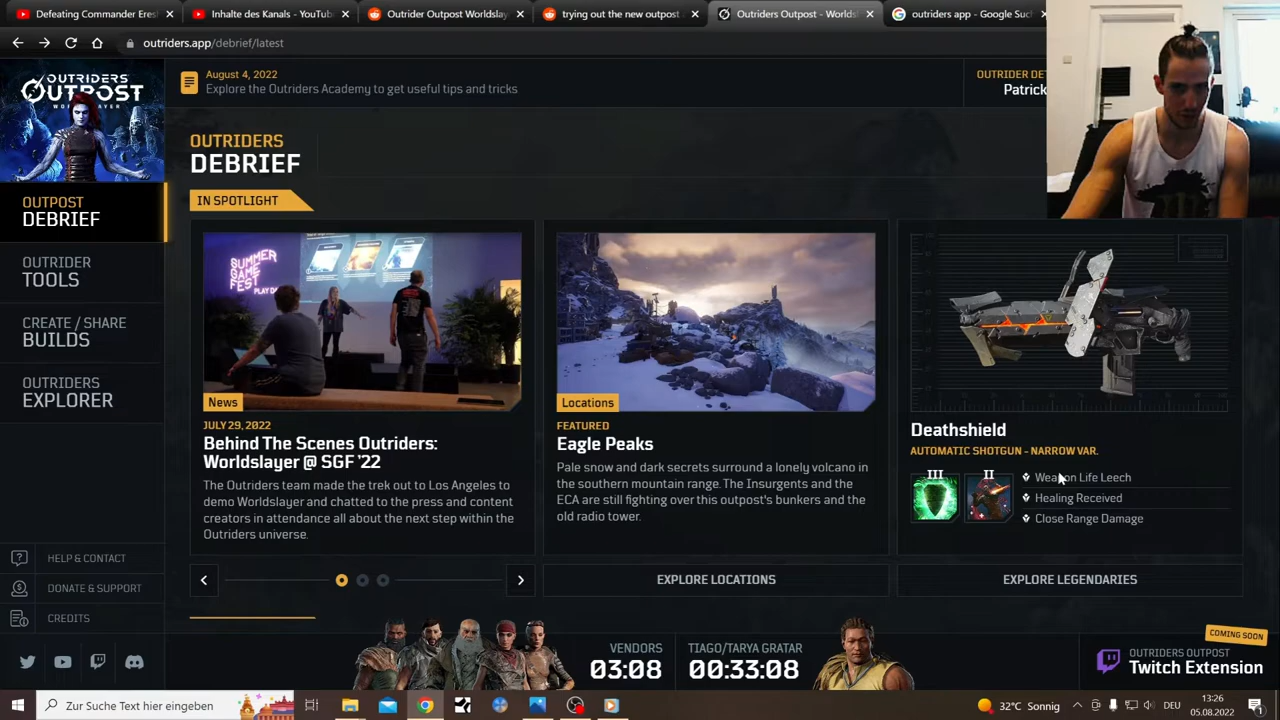 Defeating Commander Eres
Inhalte des Kanals - YouTub
Outrider Outpost Worldslay
trying out the new outpost
Outriders Outpost - Worlds
outriders app - Google Suc
outriders.app/debrief/latest
OUTRIDERS
OUTPOST
WORLDSLAYER
August 4, 2022
Explore the Outriders Academy to get useful tips and tricks
OUTRIDER DET
Patrick
OUTRIDERS
DEBRIEF
IN SPOTLIGHT
OUTPOST
DEBRIEF
OUTRIDER
TOOLS
CREATE / SHARE
BUILDS
OUTRIDERS
EXPLORER
HELP & CONTACT
DONATE & SUPPORT
CREDITS
SUMMER
GAME
FEST
News
JULY 29, 2022
Behind The Scenes Outriders:
Worldslayer @ SGF '22
The Outriders team made the trek out to Los Angeles to
demo Worldslayer and chatted to the press and content
creators in attendance all about the next step within the
Outriders universe.
Locations
FEATURED
Eagle Peaks
Pale snow and dark secrets surround a lonely volcano in
the southern mountain range. The Insurgents and the
ECA are still fighting over this outpost's bunkers and the
old radio tower.
EXPLORE LOCATIONS
Deathshield
AUTOMATIC SHOTGUN - NARROW VAR.
III
II
Weapon Life Leech
Healing Received
Close Range Damage
EXPLORE LEGENDARIES
VENDORS
03:08
TIAGO/TARYA GRATAR
00:33:08
COMING SOON
OUTRIDERS OUTPOST
Twitch Extension
Zur Suche Text hier eingeben
32°C Sonnig
DEU
13:26
05.08.2022
1